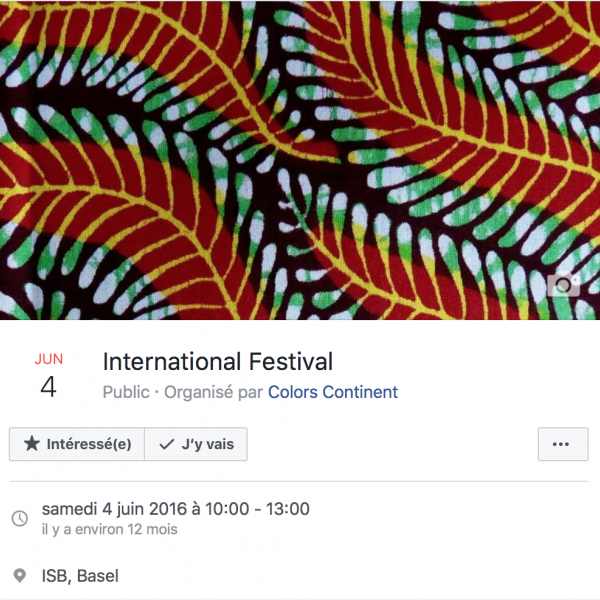 JUN
4
International Festival
Public · Organisé par Colors Continent
Intéressé(e)
J'y vais
samedi 4 juin 2016 à 10:00 - 13:00
il y a environ 12 mois
ISB, Basel